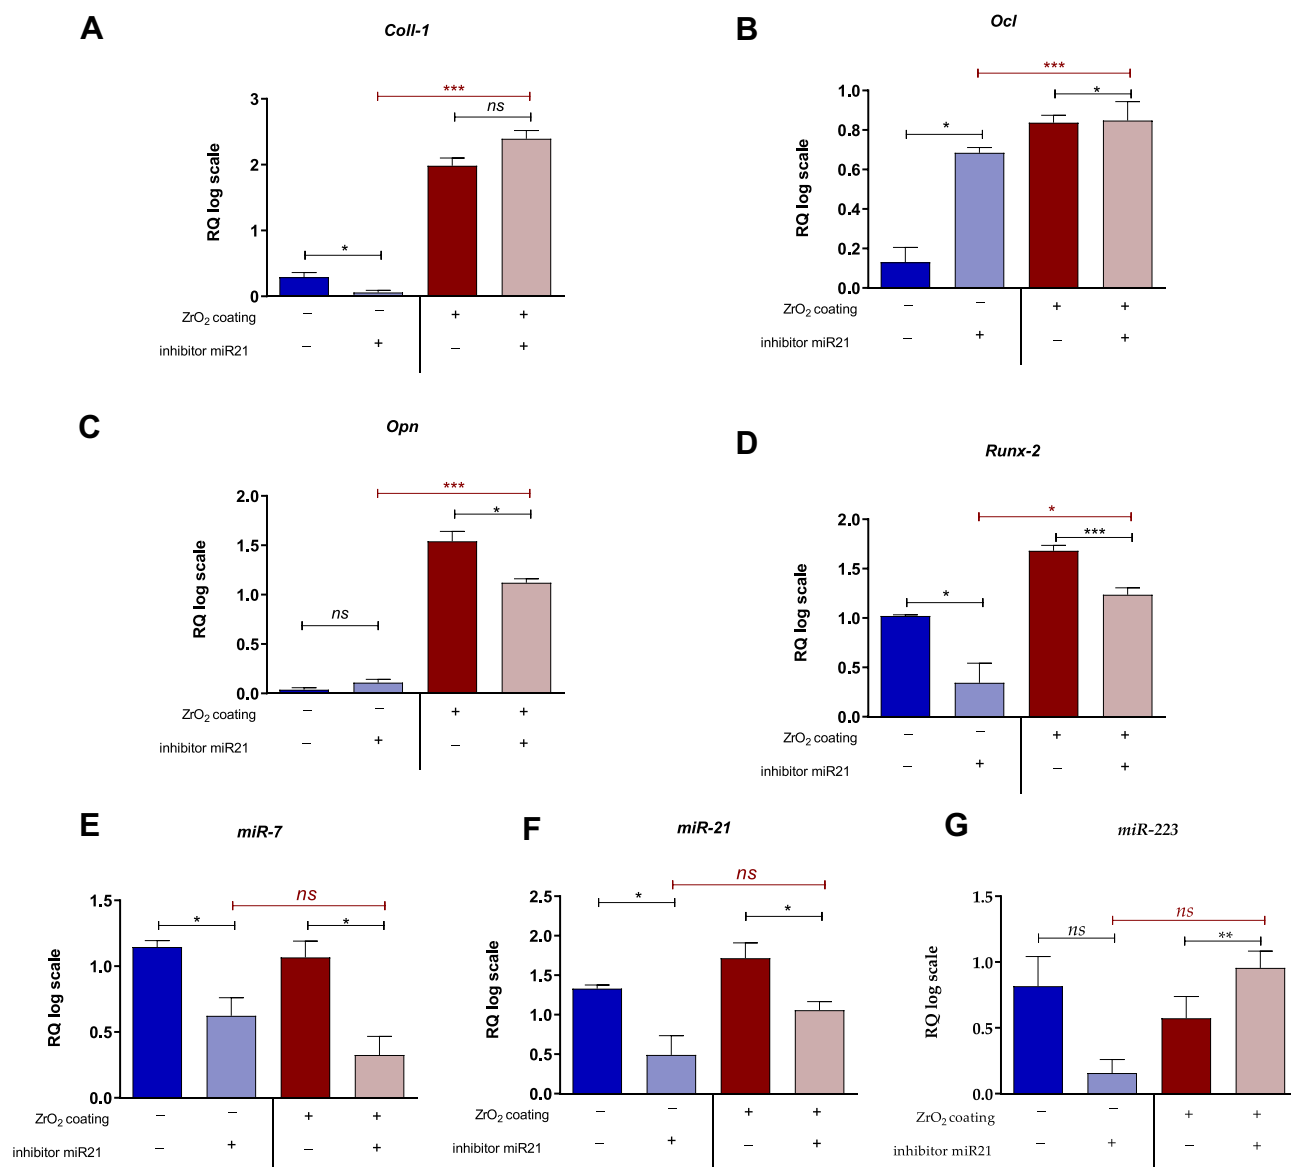 A
Coll-1
RQ log scale
3
2
1
0
*
***
ns
ZrO2 coating – – + +
inhibitor miR21 – + – +
B
Ocl
RQ log scale
1.0
0.8
0.6
0.4
0.2
0.0
*
***
*
ZrO2 coating – – + +
inhibitor miR21 – + – +
C
Opn
RQ log scale
2.0
1.5
1.0
0.5
0.0
ns
***
*
ZrO2 coating – – + +
inhibitor miR21 – + – +
D
Runx-2
RQ log scale
2.0
1.5
1.0
0.5
0.0
*
*
***
ZrO2 coating – – + +
inhibitor miR21 – + – +
E
miR-7
RQ log scale
1.5
1.0
0.5
0.0
*
ns
*
ZrO2 coating – – + +
inhibitor miR21 – + – +
F
miR-21
RQ log scale
2.5
2.0
1.5
1.0
0.5
0.0
*
ns
*
ZrO2 coating – – + +
inhibitor miR21 – + – +
G
miR-223
RQ log scale
1.5
1.0
0.5
0.0
ns
ns
**
ZrO2 coating – – + +
inhibitor miR21 – + – +